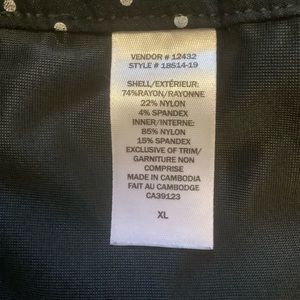 VENDOR # 12432
STYLE # 18514-19
SHELL/EXTÉRIEUR:
74%RAYON/RAYONNE
22% NYLON
4% SPANDEX
INNER/INTERNE:
85% NYLON
15% SPANDEX
EXCLUSIVE OF TRIM/
GARNITURE NON
COMPRISE
MADE IN CAMBODIA
FAIT AU CAMBODGE
CA39123
XL